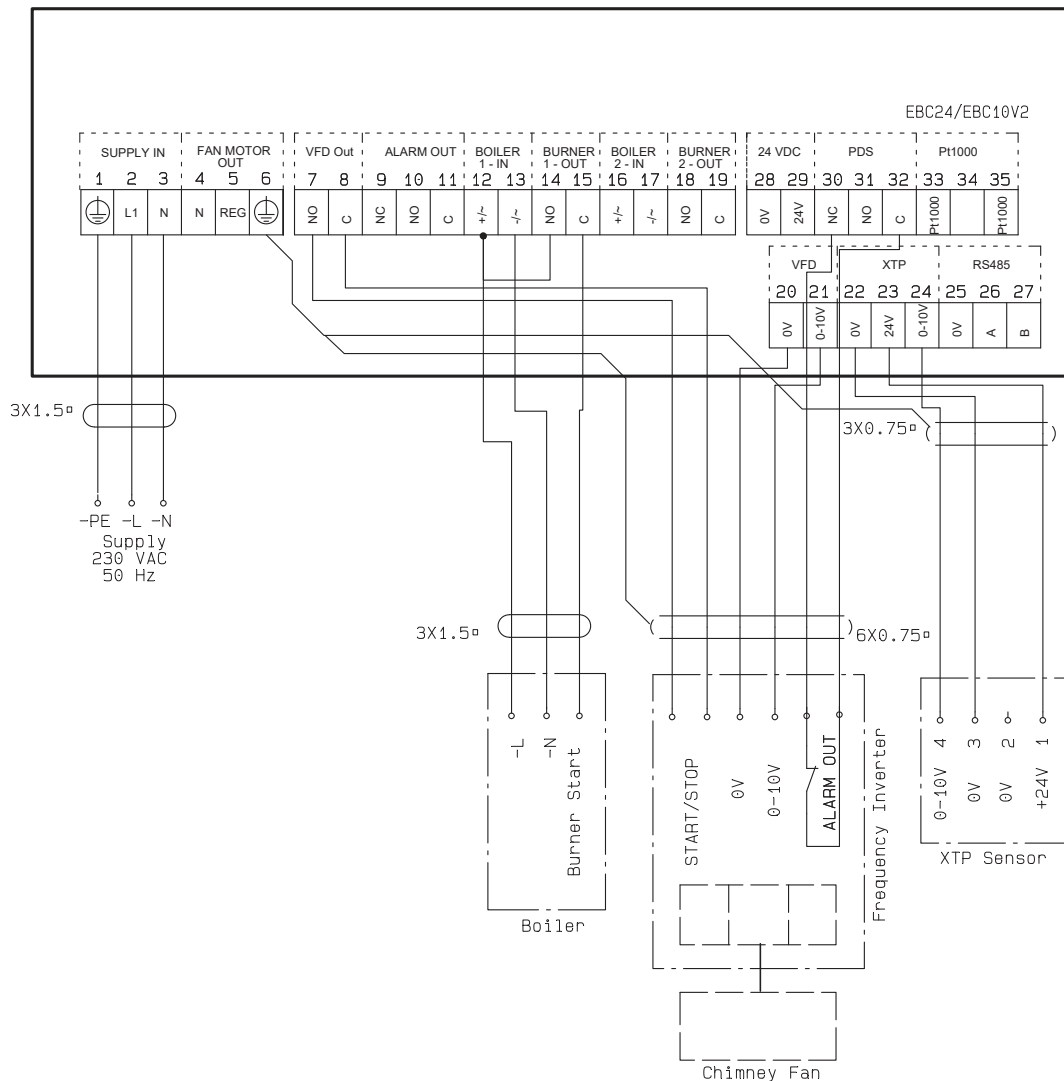 EBC24/EBC10V2
SUPPLY IN
FAN MOTOR
OUT
VFD Out
ALARM OUT
BOILER
1 - IN
BURNER
1 - OUT
BOILER
2 - IN
BURNER
2 - OUT
24 VDC
PDS
Pt1000
1 2 3 4 5 6 7 8 9 10 11 12 13 14 15 16 17 18 19 28 29 30 31 32 33 34 35
L1 N N REG NO C NC NO C +/~ -/~ NO C +/~ -/~ NO C 0V 24V NC NO C Pt1000 Pt1000
VFD
XTP
RS485
20 21 22 23 24 25 26 27
0V 0-10V 0V 24V 0-10V 0V A B
3X1.5▫
3X0.75▫
-PE -L -N
Supply
230 VAC
50 Hz
3X1.5▫
6X0.75▫
-L
-N
Burner Start
Boiler
START/STOP
0V
0-10V
ALARM OUT
Frequency Inverter
Chimney Fan
0-10V 4
0V 3
0V 2 -
+24V 1
XTP Sensor